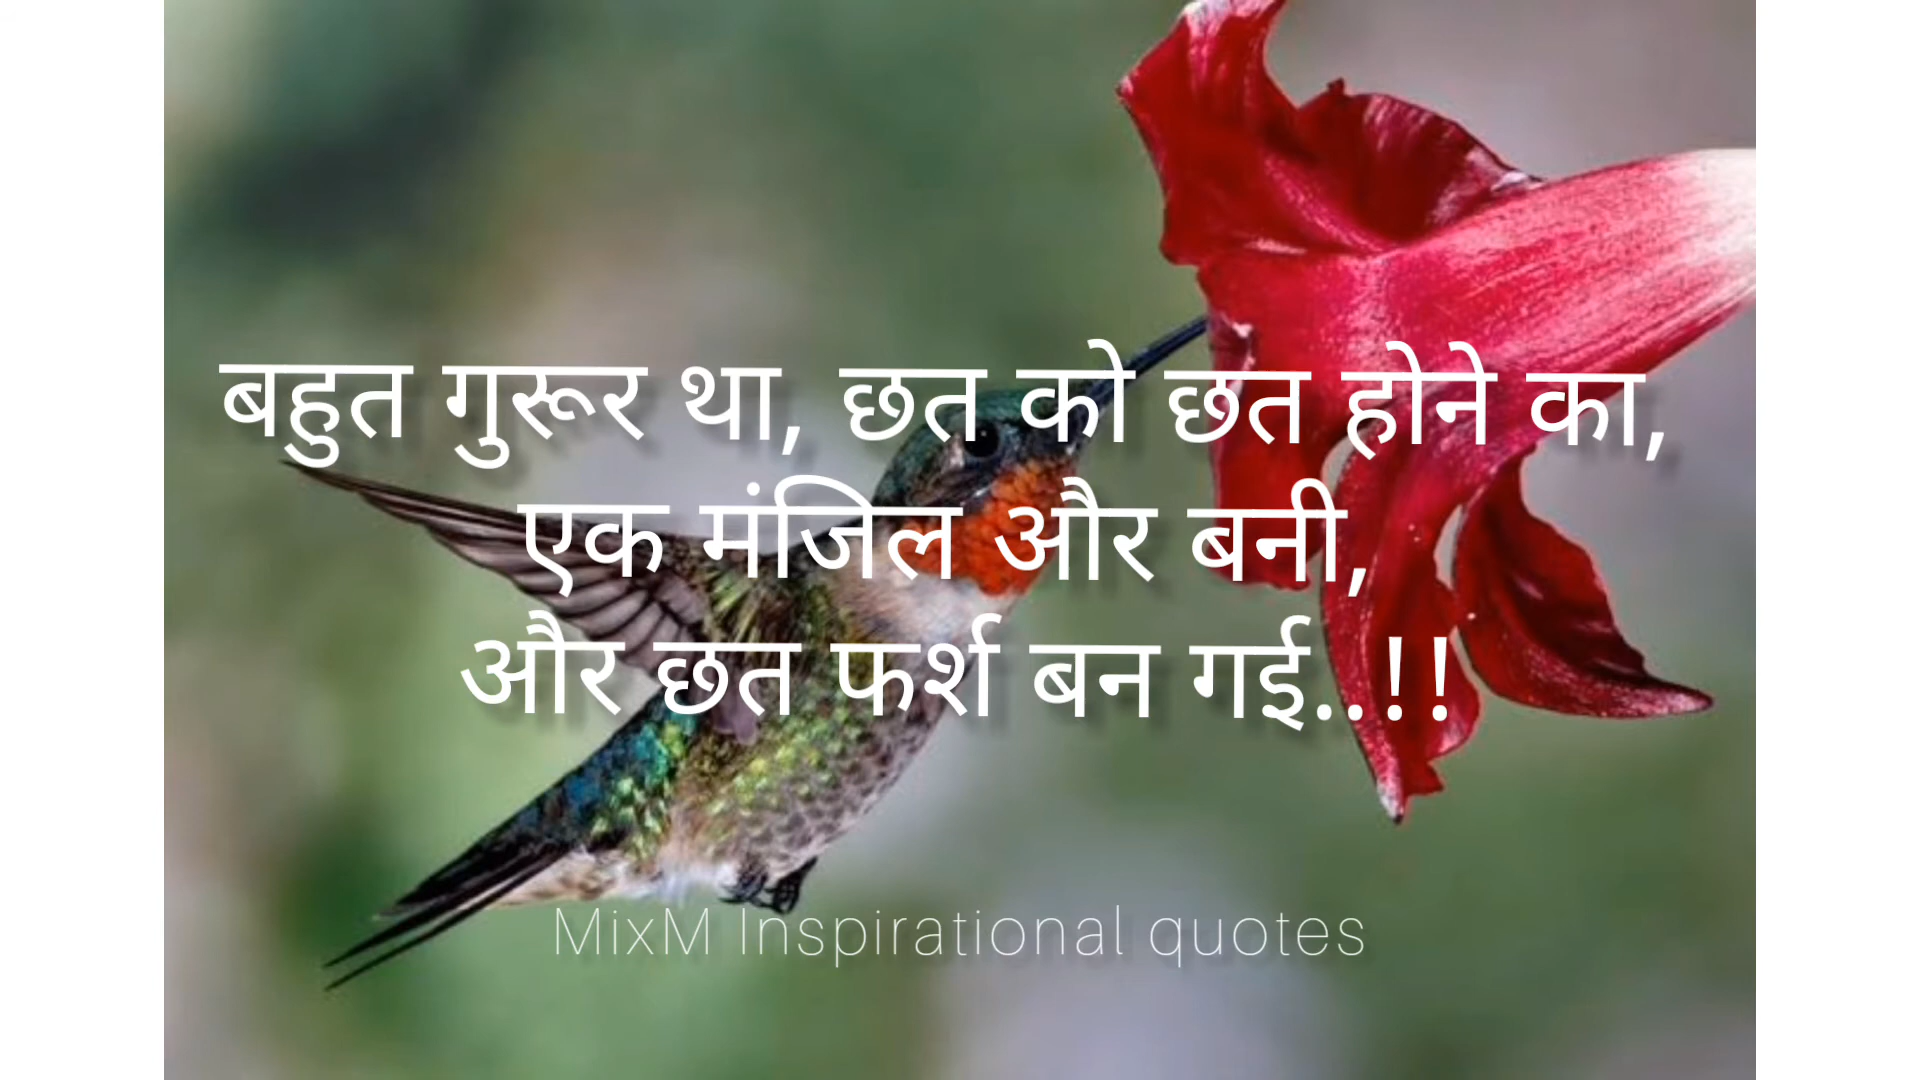 बहुत गुरूर था, छत को छत होने का,
एक मंजिल और बनी,
और छत फर्श बन गई..!!
MixM Inspirational quotes